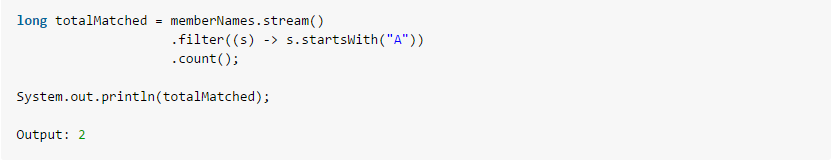 long totalMatched = memberNames.stream()
.filter((s) -> s.startsWith("A"))
.count();
System.out.println(totalMatched);
Output: 2